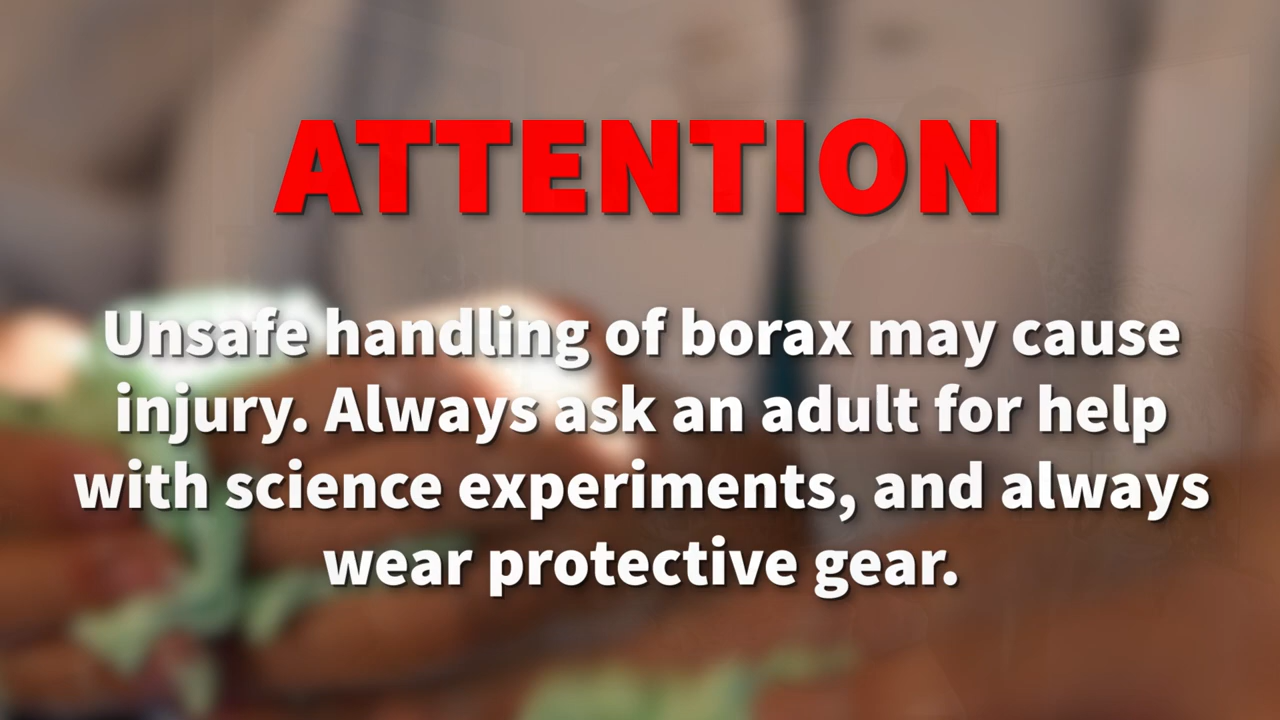 ATTENTION
Unsafe handling of borax may cause
injury. Always ask an adult for help
with science experiments, and always
wear protective gear.